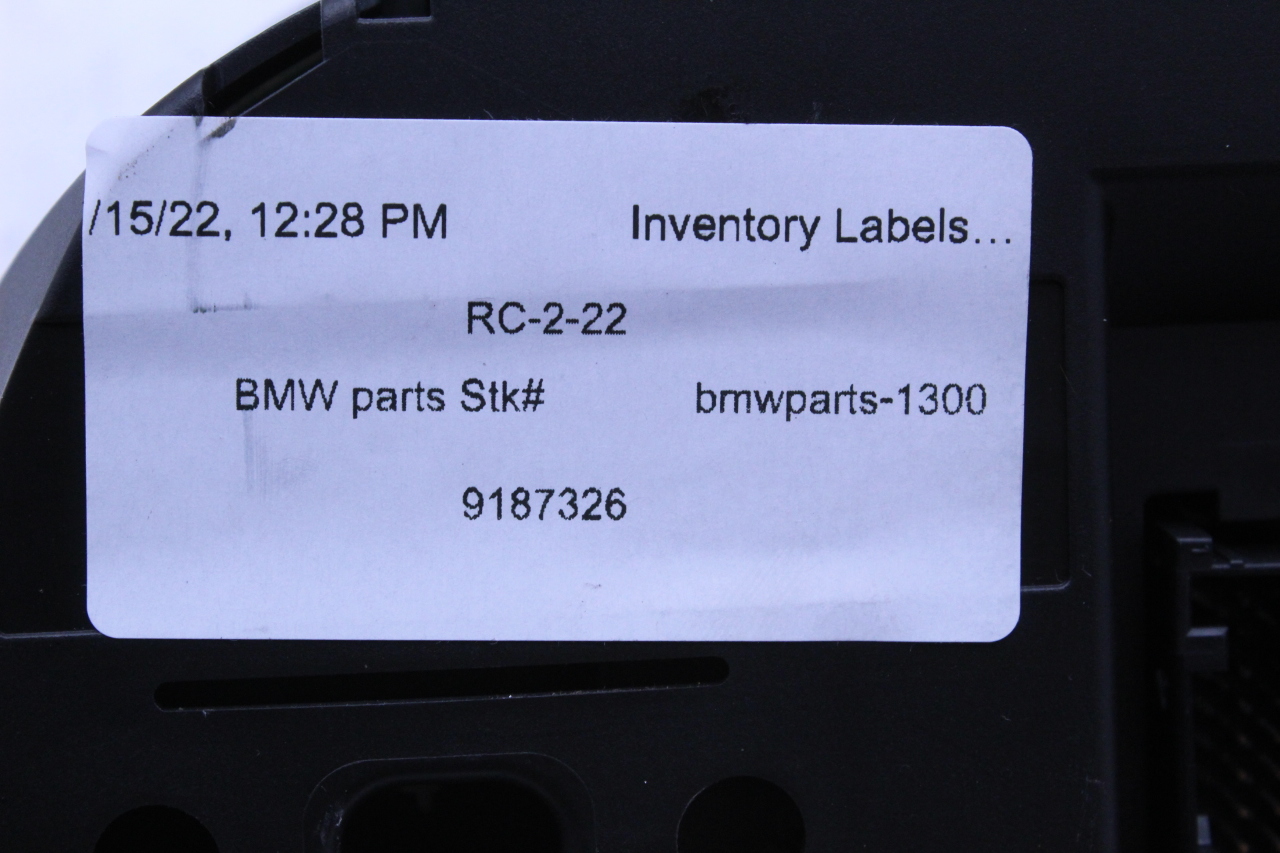 /15/22, 12:28 PM Inventory Labels...
RC-2-22
BMW parts Stk# bmwparts-1300
9187326